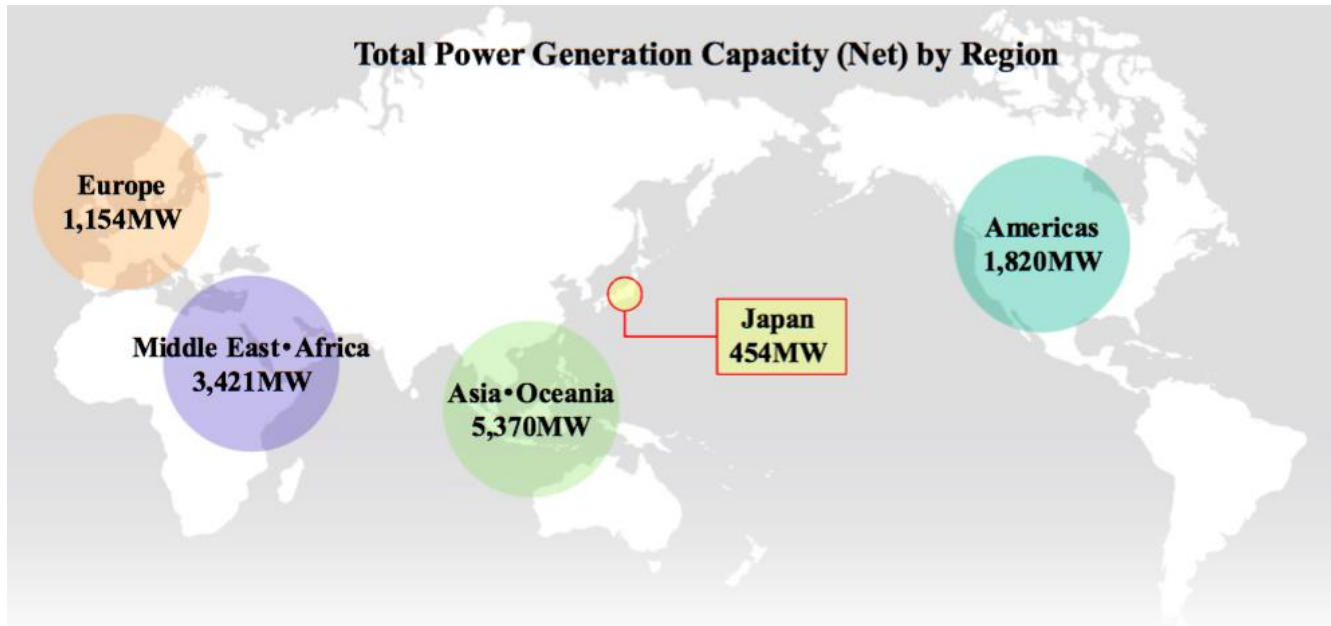 Total Power Generation Capacity (Net) by Region
Europe
1,154MW
Americas
1,820MW
Japan
454MW
Middle East•Africa
3,421MW
Asia•Oceania
5,370MW